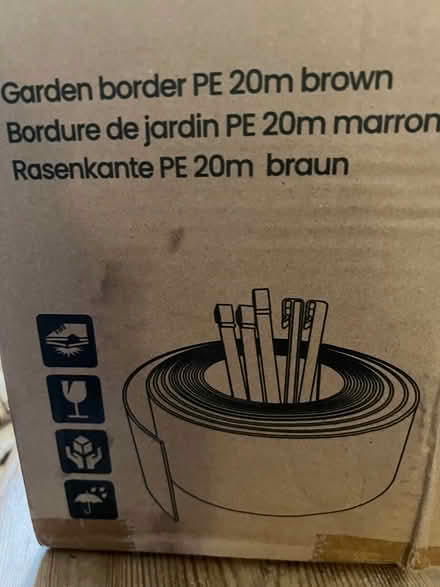 Garden border PE 20m brown
Bordure de jardin PE 20m marron
Rasenkante PE 20m braun